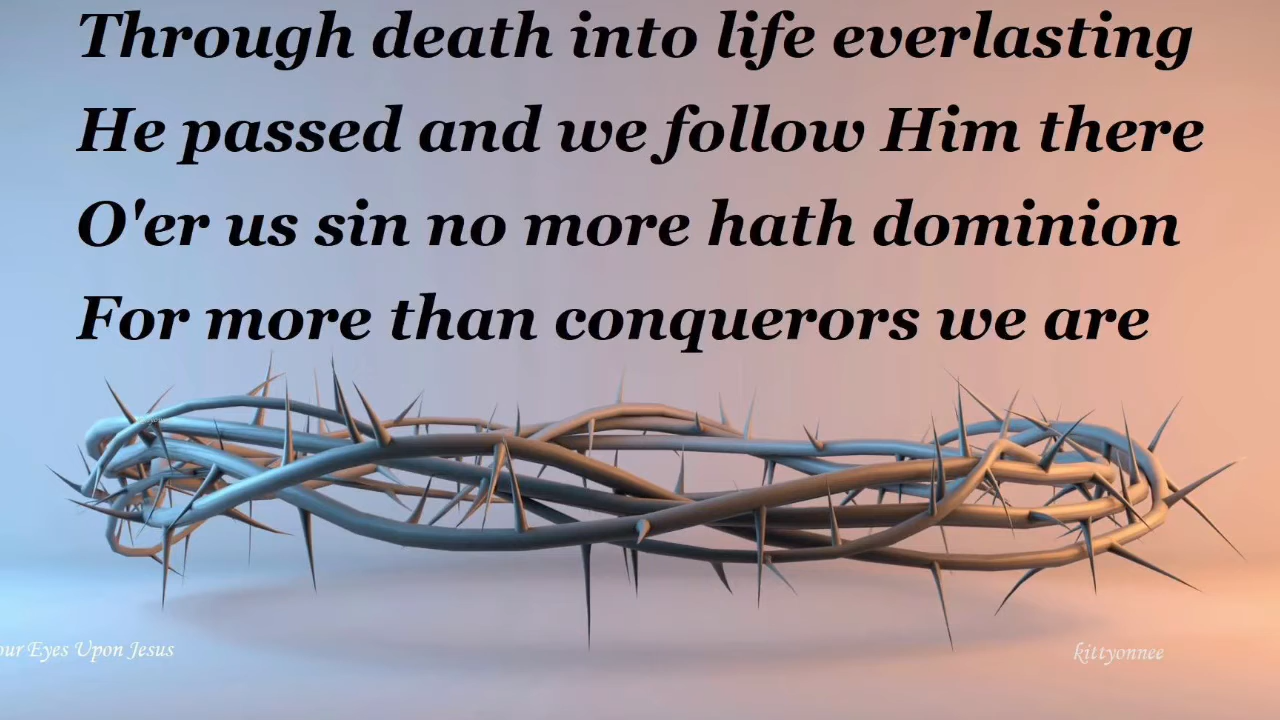 Through death into life everlasting
He passed and we follow Him there
O'er us sin no more hath dominion
For more than conquerors we are
Eyes Upon Jesus
kittyonnee